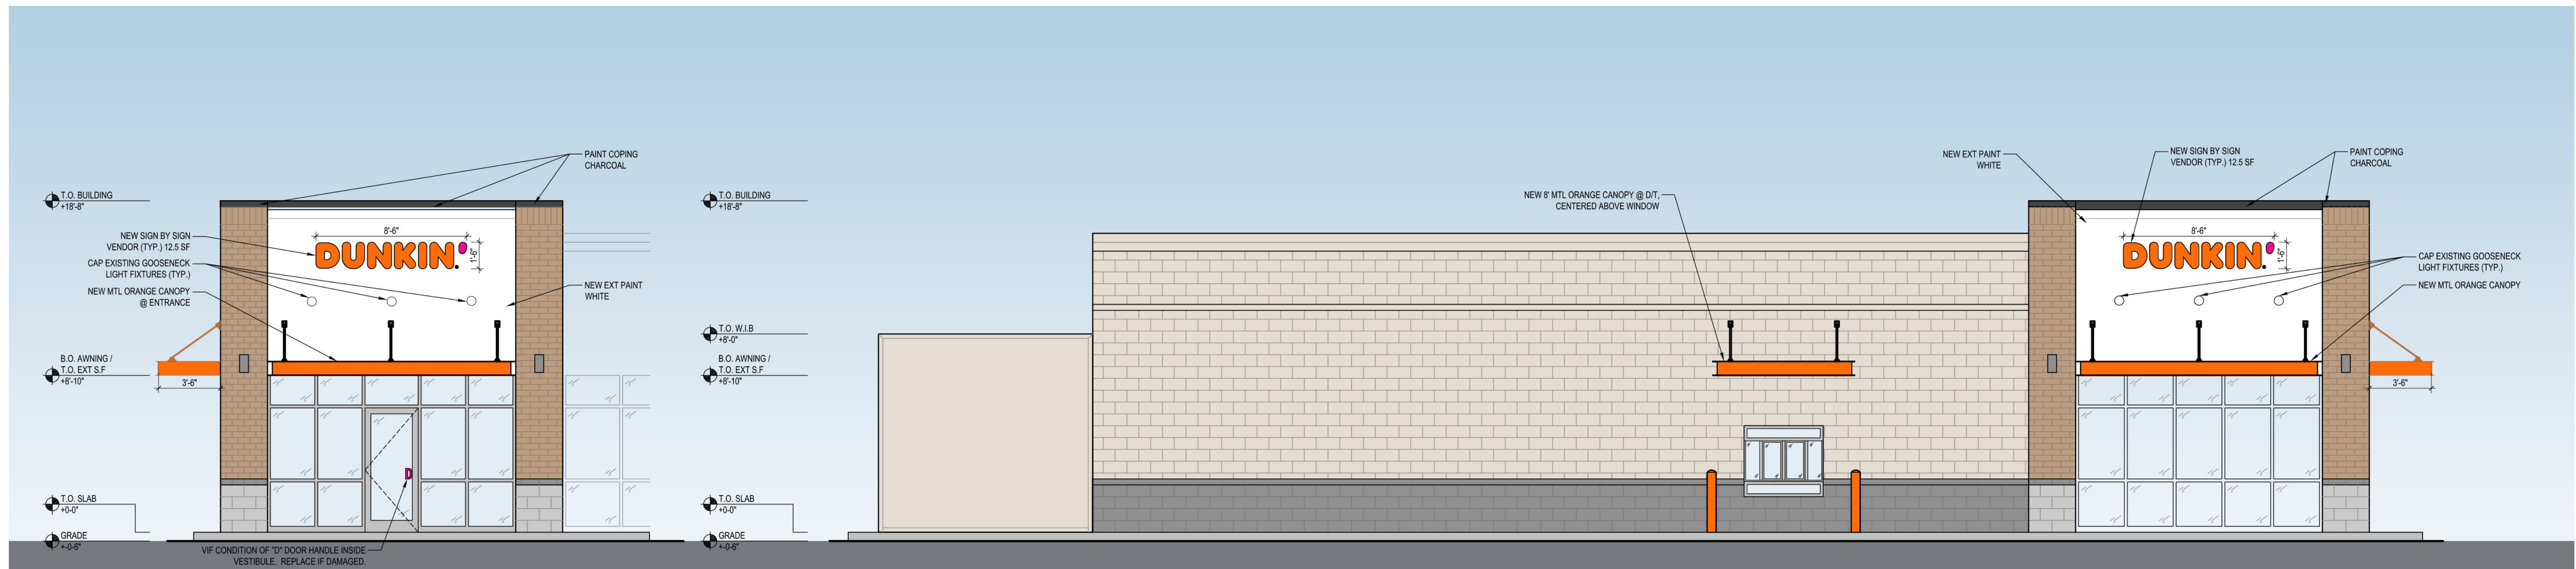 PAINT COPING
CHARCOAL
T.O. BUILDING
+18'-8"
NEW SIGN BY SIGN
VENDOR (TYP.) 12.5 SF
8'-6"
DUNKIN.'
1'-6"
CAP EXISTING GOOSENECK
LIGHT FIXTURES (TYP.)
NEW MTL ORANGE CANOPY
@ ENTRANCE
NEW EXT PAINT
WHITE
B.O. AWNING /
T.O. EXT S.F
+8'-10"
3'-6"
D
T.O. SLAB
+0-0"
GRADE
+-0-6"
VIF CONDITION OF "D" DOOR HANDLE INSIDE
VESTIBULE. REPLACE IF DAMAGED.
T.O. BUILDING
+18'-8"
T.O. W.I.B
+8'-0"
B.O. AWNING /
T.O. EXT S.F
+8'-10"
T.O. SLAB
+0-0"
GRADE
+-0-6"
NEW 8' MTL ORANGE CANOPY @ D/T,
CENTERED ABOVE WINDOW
NEW EXT PAINT
WHITE
NEW SIGN BY SIGN
VENDOR (TYP.) 12.5 SF
PAINT COPING
CHARCOAL
8'-6"
DUNKIN.'
1'-6"
CAP EXISTING GOOSENECK
LIGHT FIXTURES (TYP.)
NEW MTL ORANGE CANOPY
3'-6"